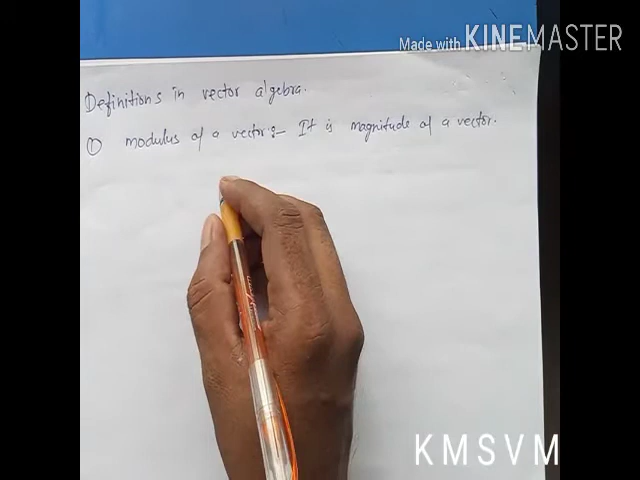 Made with KINEMASTER
Definitions in vector algebra.
① modulus of a vector:- It is magnitude of a vector.
KMSVM